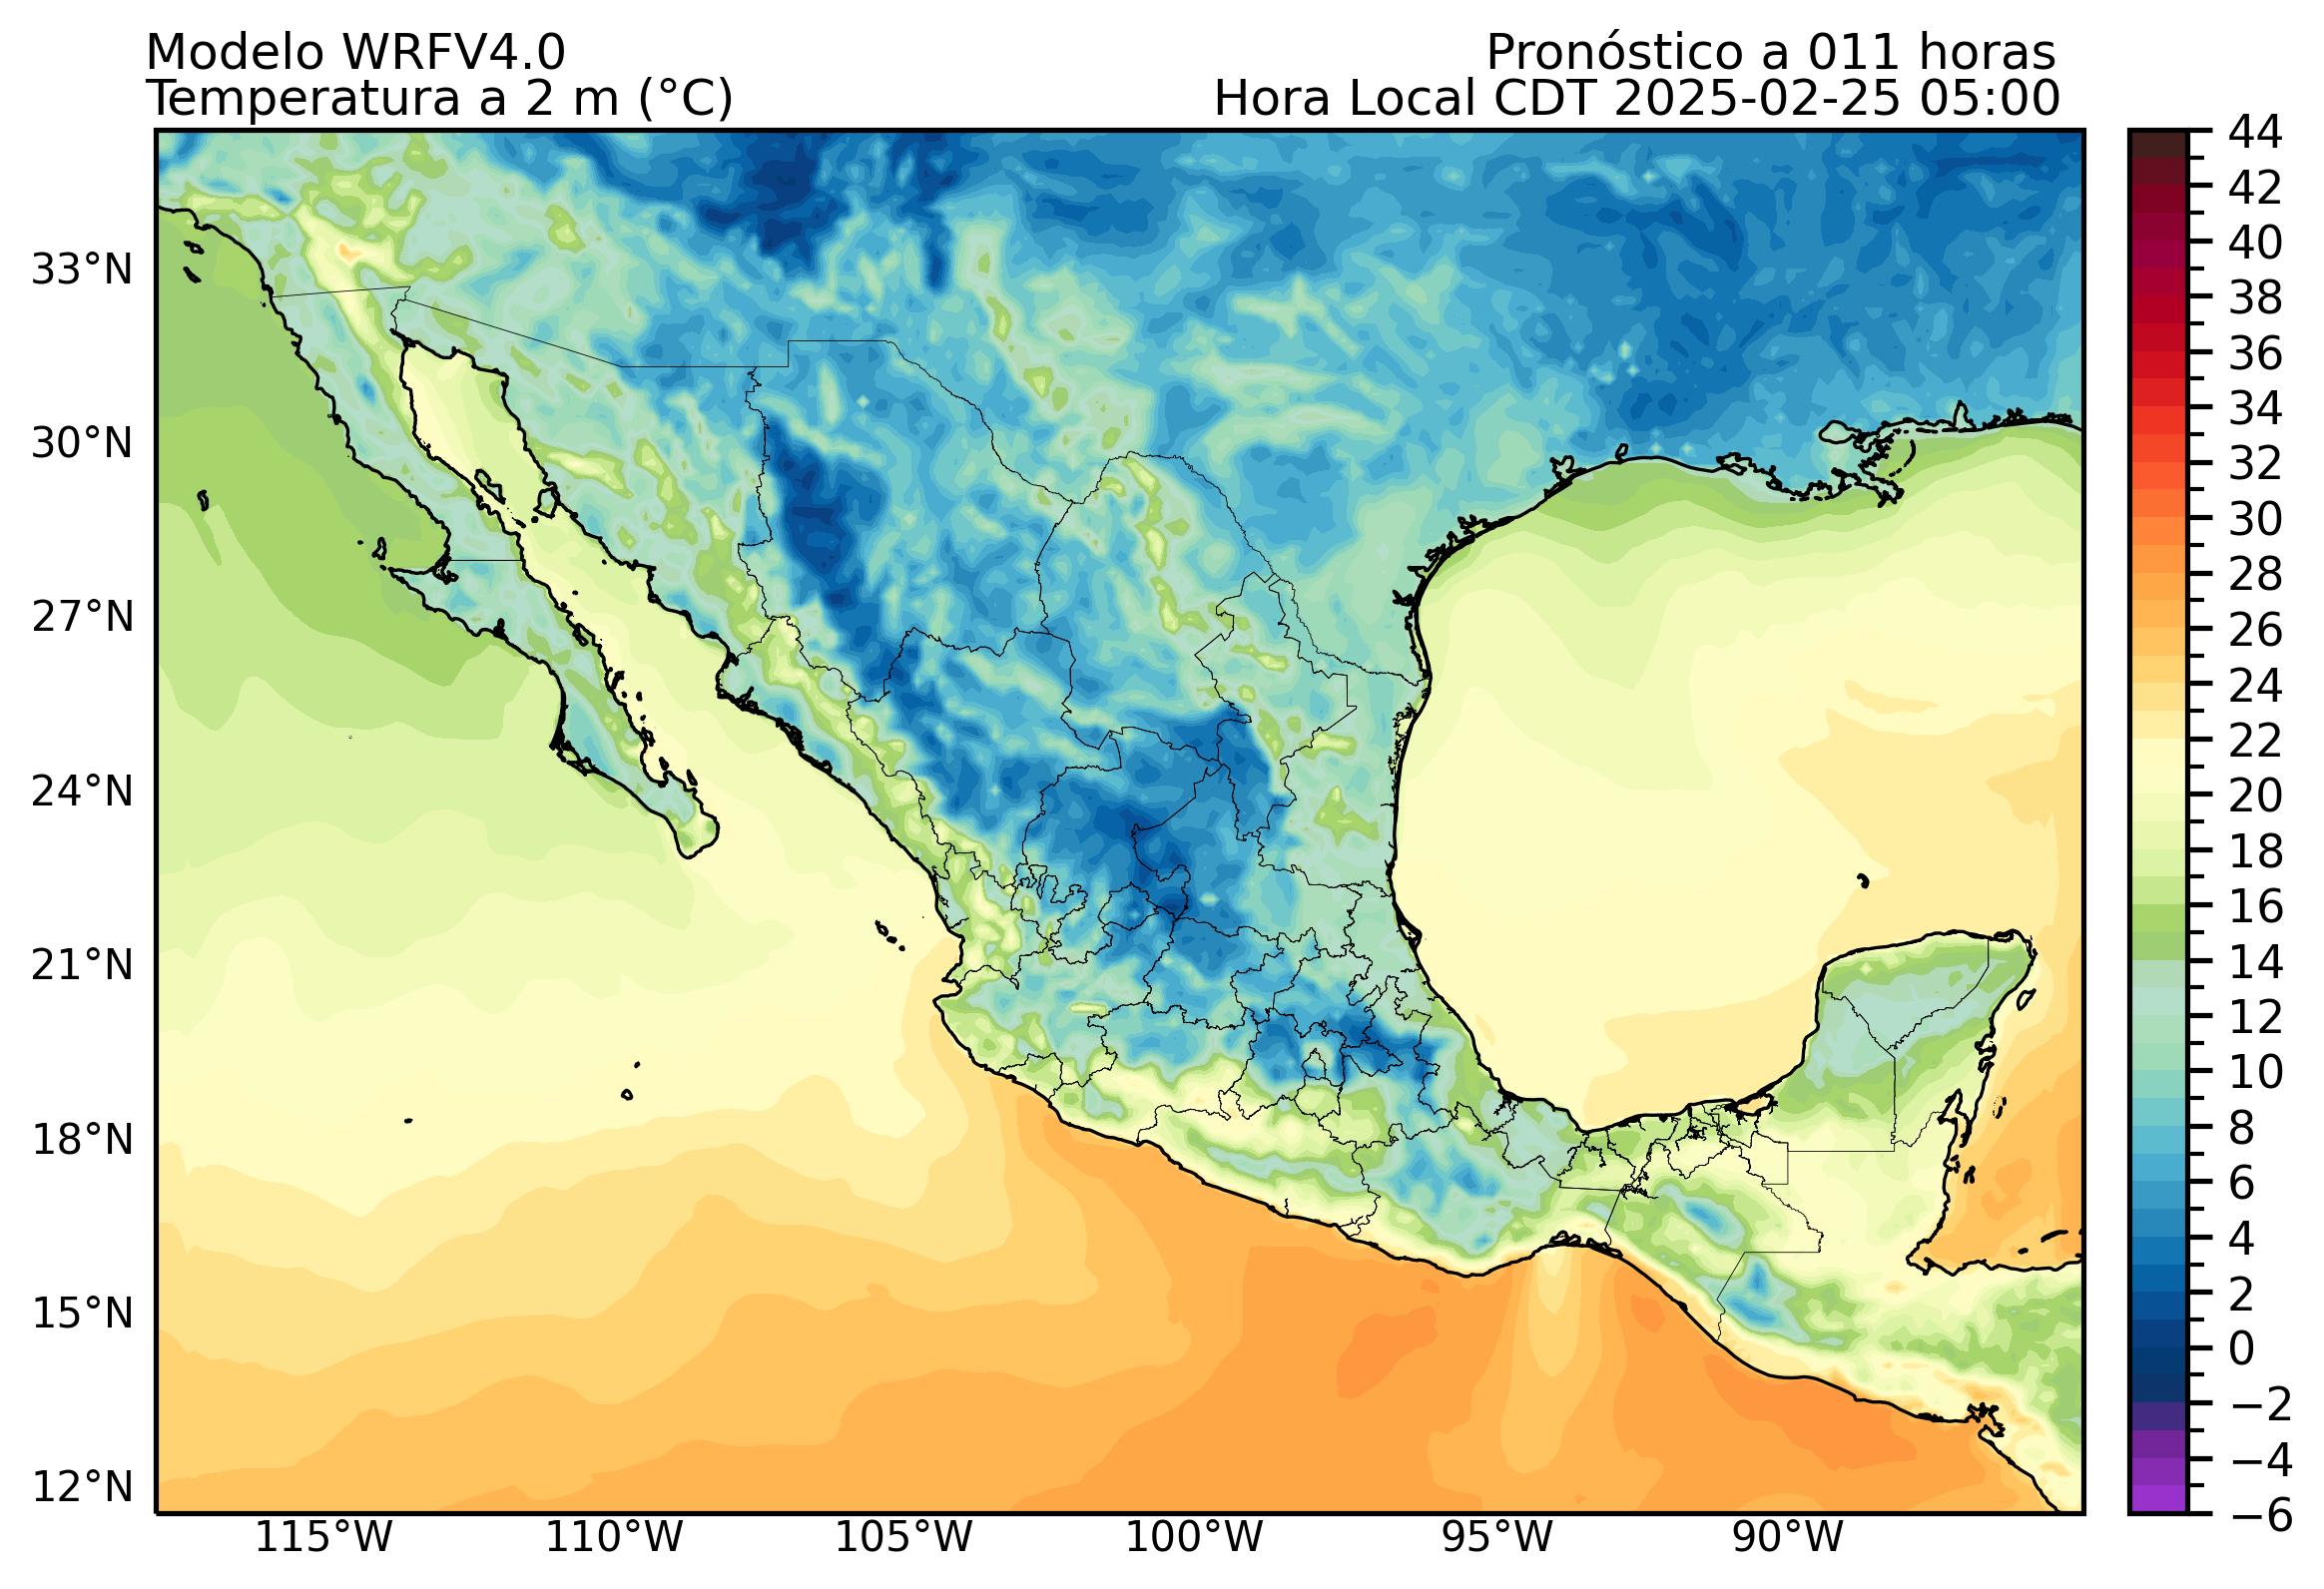 Modelo WRFV4.0
Temperatura a 2 m (°C)
Pronóstico a 011 horas
Hora Local CDT 2025-02-25 05:00
33°N
30°N
27°N
24°N
21°N
18°N
15°N
12°N
115°W
110°W
105°W
100°W
95°W
90°W
44
42
40
38
36
34
32
30
28
26
24
22
20
18
16
14
12
10
8
6
4
2
0
−2
−4
−6